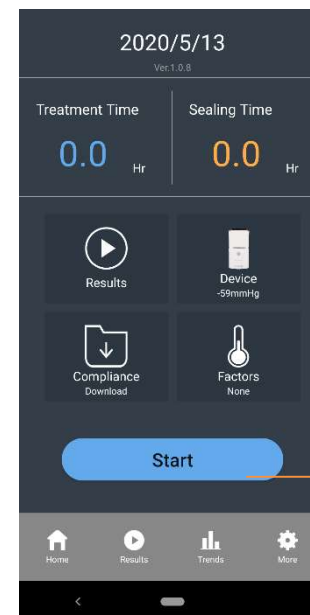 2020/5/13
Ver.1.0.8
Treatment Time
Sealing Time
0.0 Hr
0.0 Hr
Results
Device
-59mmHg
Compliance
Download
Factors
None
Start
Home
Results
Trends
More